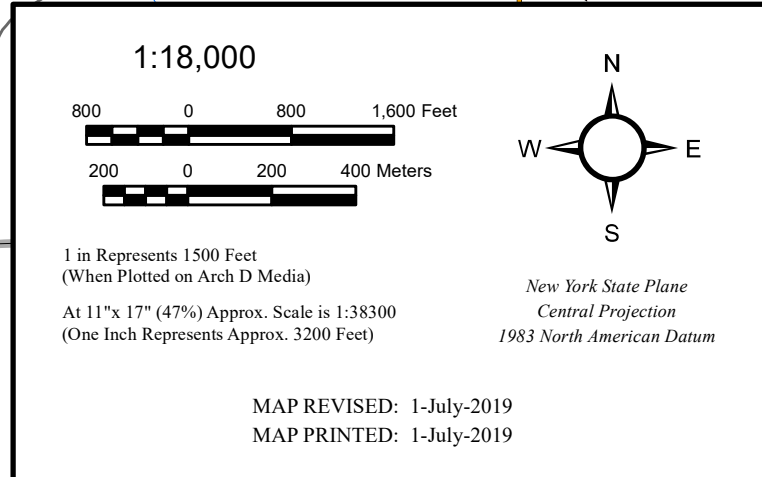 1:18,000
800 0 800 1,600 Feet
200 0 200 400 Meters
1 in Represents 1500 Feet
(When Plotted on Arch D Media)
At 11"x 17" (47%) Approx. Scale is 1:38300
(One Inch Represents Approx. 3200 Feet)
N
W E
S
New York State Plane
Central Projection
1983 North American Datum
MAP REVISED: 1-July-2019
MAP PRINTED: 1-July-2019